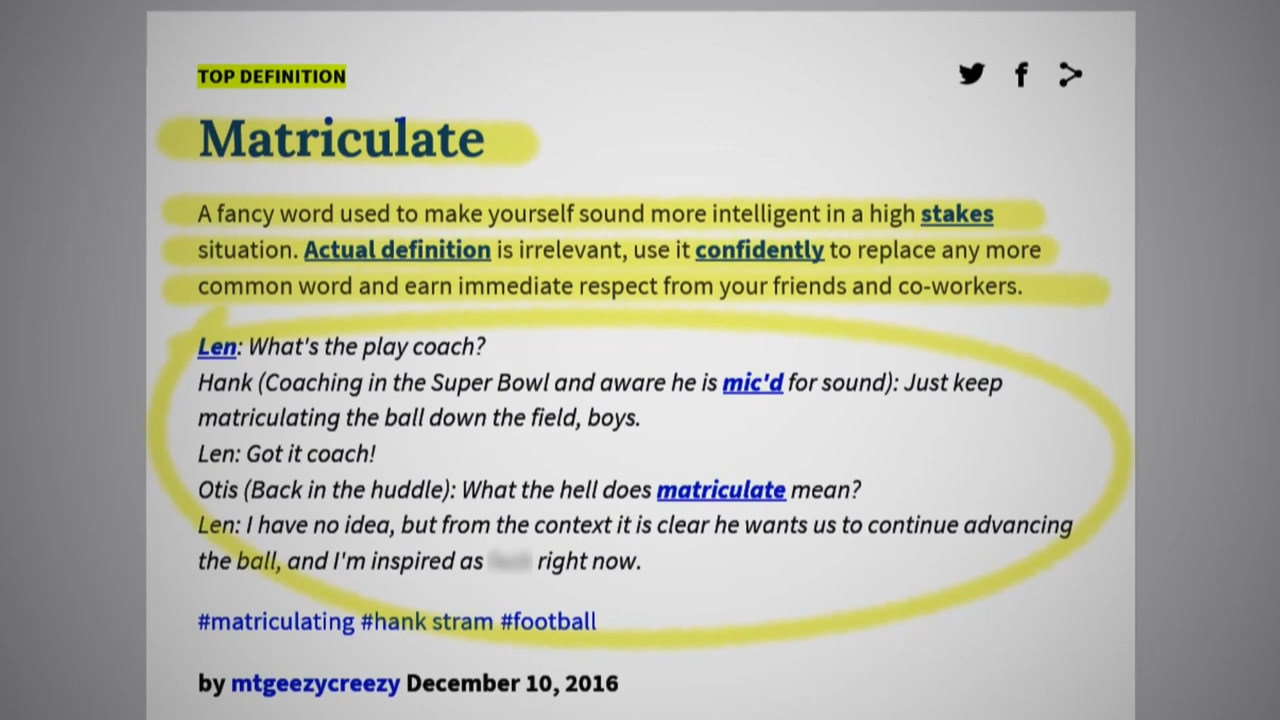 TOP DEFINITION
Matriculate
A fancy word used to make yourself sound more intelligent in a high stakes
situation. Actual definition is irrelevant, use it confidently to replace any more
common word and earn immediate respect from your friends and co-workers.
Len: What's the play coach?
Hank (Coaching in the Super Bowl and aware he is mic'd for sound): Just keep
matriculating the ball down the field, boys.
Len: Got it coach!
Otis (Back in the huddle): What the hell does matriculate mean?
Len: I have no idea, but from the context it is clear he wants us to continue advancing
the ball, and I'm inspired as right now.
#matriculating #hank stram #football
by mtgeezycreezy December 10, 2016